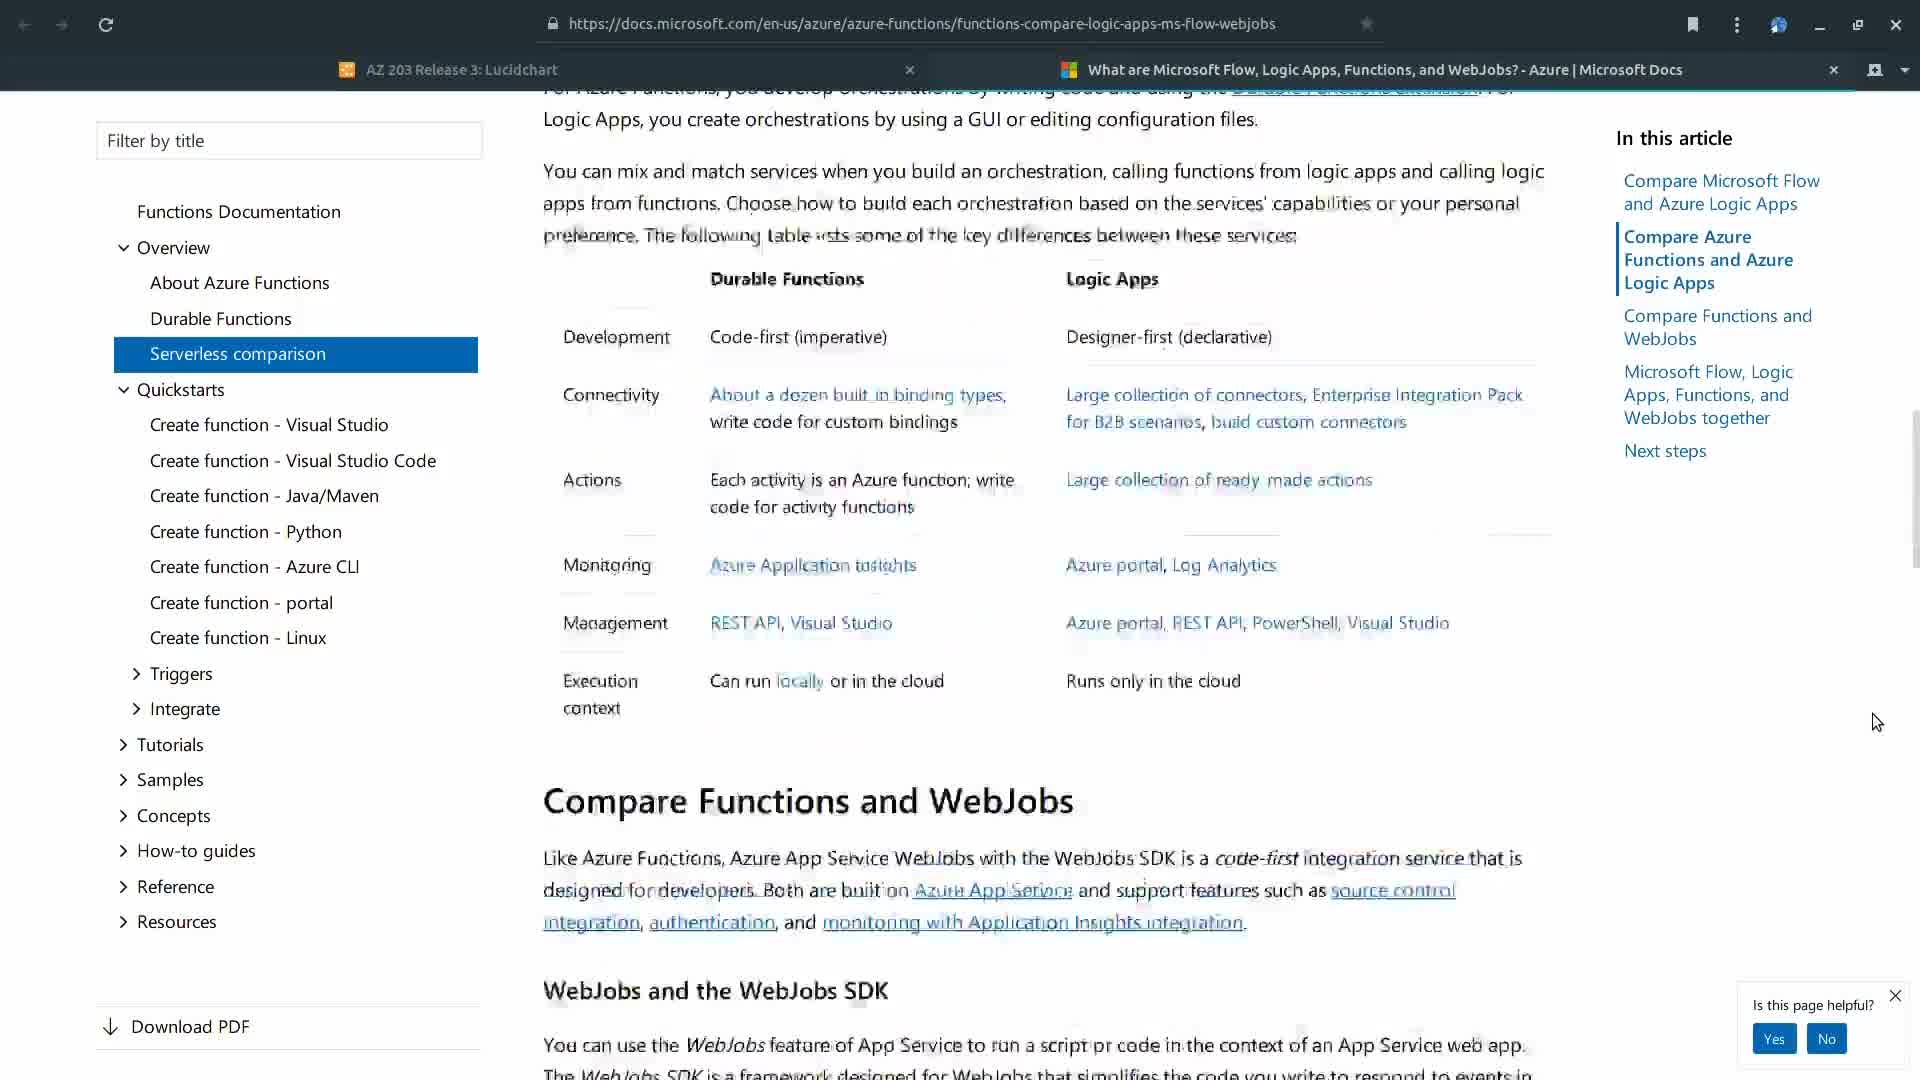 https://docs.microsoft.com/en-us/azure/azure-functions/functions-compare-logic-apps-ms-flow-webjobs
AZ 203 Release 3: Lucidchart
What are Microsoft Flow, Logic Apps, Functions, and WebJobs? - Azure | Microsoft Docs
Filter by title
Functions Documentation
Overview
About Azure Functions
Durable Functions
Serverless comparison
Quickstarts
Create function - Visual Studio
Create function - Visual Studio Code
Create function - Java/Maven
Create function - Python
Create function - Azure CLI
Create function - portal
Create function - Linux
Triggers
Integrate
Tutorials
Samples
Concepts
How-to guides
Reference
Resources
Download PDF
For Azure Functions, you develop orchestrations by writing code and using the Durable Functions extension. For
Logic Apps, you create orchestrations by using a GUI or editing configuration files.
You can mix and match services when you build an orchestration, calling functions from logic apps and calling logic
apps from functions. Choose how to build each orchestration based on the services' capabilities or your personal
preference. The following table lists some of the key differences between these services:
Durable Functions Logic Apps
Development Code-first (imperative) Designer-first (declarative)
Connectivity About a dozen built-in binding types, Large collection of connectors, Enterprise Integration Pack
write code for custom bindings for B2B scenarios, build custom connectors
Actions Each activity is an Azure function; write Large collection of ready-made actions
code for activity functions
Monitoring Azure Application Insights Azure portal, Log Analytics
Management REST API, Visual Studio Azure portal, REST API, PowerShell, Visual Studio
Execution Can run locally or in the cloud Runs only in the cloud
context
Compare Functions and WebJobs
Like Azure Functions, Azure App Service WebJobs with the WebJobs SDK is a code-first integration service that is
designed for developers. Both are built on Azure App Service and support features such as source control
integration, authentication, and monitoring with Application Insights integration.
WebJobs and the WebJobs SDK
You can use the WebJobs feature of App Service to run a script or code in the context of an App Service web app.
The WebJobs SDK is a framework designed for WebJobs that simplifies the code you write to respond to events in
In this article
Compare Microsoft Flow
and Azure Logic Apps
Compare Azure
Functions and Azure
Logic Apps
Compare Functions and
WebJobs
Microsoft Flow, Logic
Apps, Functions, and
WebJobs together
Next steps
Is this page helpful?
Yes No